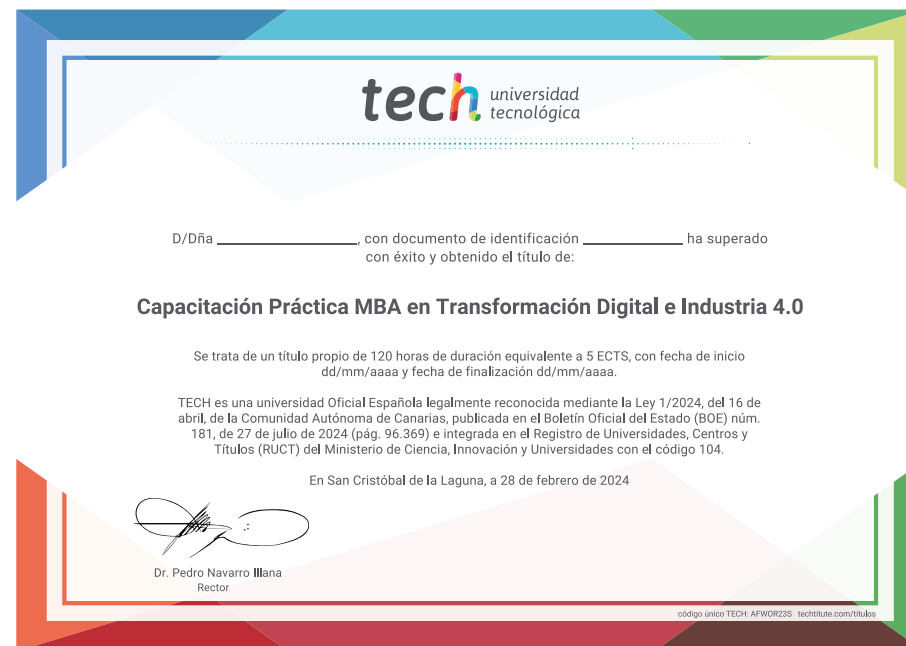 tech universidad
tecnológica
D/Dña ______________, con documento de identificación __________ ha superado
con éxito y obtenido el título de:
Capacitación Práctica MBA en Transformación Digital e Industria 4.0
Se trata de un título propio de 120 horas de duración equivalente a 5 ECTS, con fecha de inicio
dd/mm/aaaa y fecha de finalización dd/mm/aaaa.
TECH es una universidad Oficial Española legalmente reconocida mediante la Ley 1/2024, del 16 de
abril, de la Comunidad Autónoma de Canarias, publicada en el Boletín Oficial del Estado (BOE) núm.
181, de 27 de julio de 2024 (pág. 96.369) e integrada en el Registro de Universidades, Centros y
Títulos (RUCT) del Ministerio de Ciencia, Innovación y Universidades con el código 104.
En San Cristóbal de la Laguna, a 28 de febrero de 2024
Dr. Pedro Navarro Illana
Rector
código único TECH: AFWOR23S techtitute.com/titulos